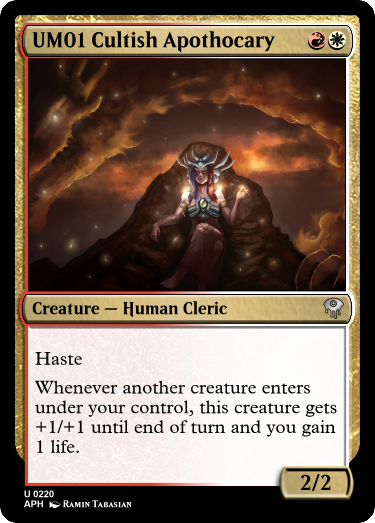 UM01 Cultish Apothocary
Creature — Human Cleric
Haste
Whenever another creature enters
under your control, this creature gets
+1/+1 until end of turn and you gain
1 life.
2/2
U 0220
APH Ramin Tabasian